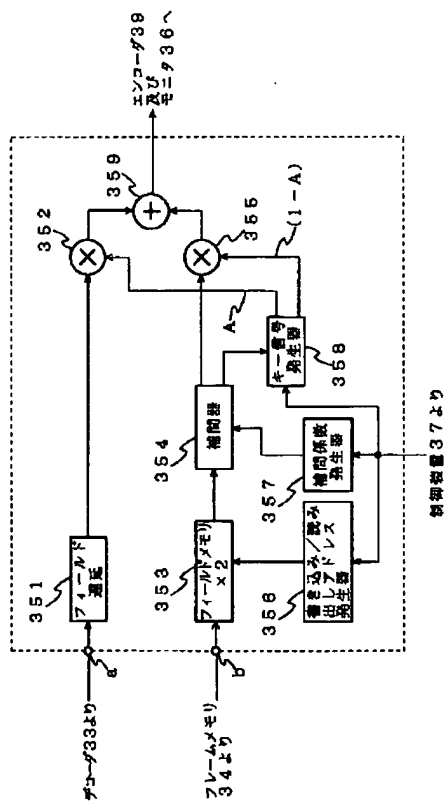 デコーダ33より
a
351
フィールド
遅延
352
×
359
+
エンコーダ39
及び
モニタ36へ
フレームメモリ
34より
b
353
フィールドメモリ
×2
354
補間器
×
355
A
(1-A)
キー信号
発生器
358
356
書き込み/読み
出しアドレス
発生器
357
補間係数
発生器
制御装置37より